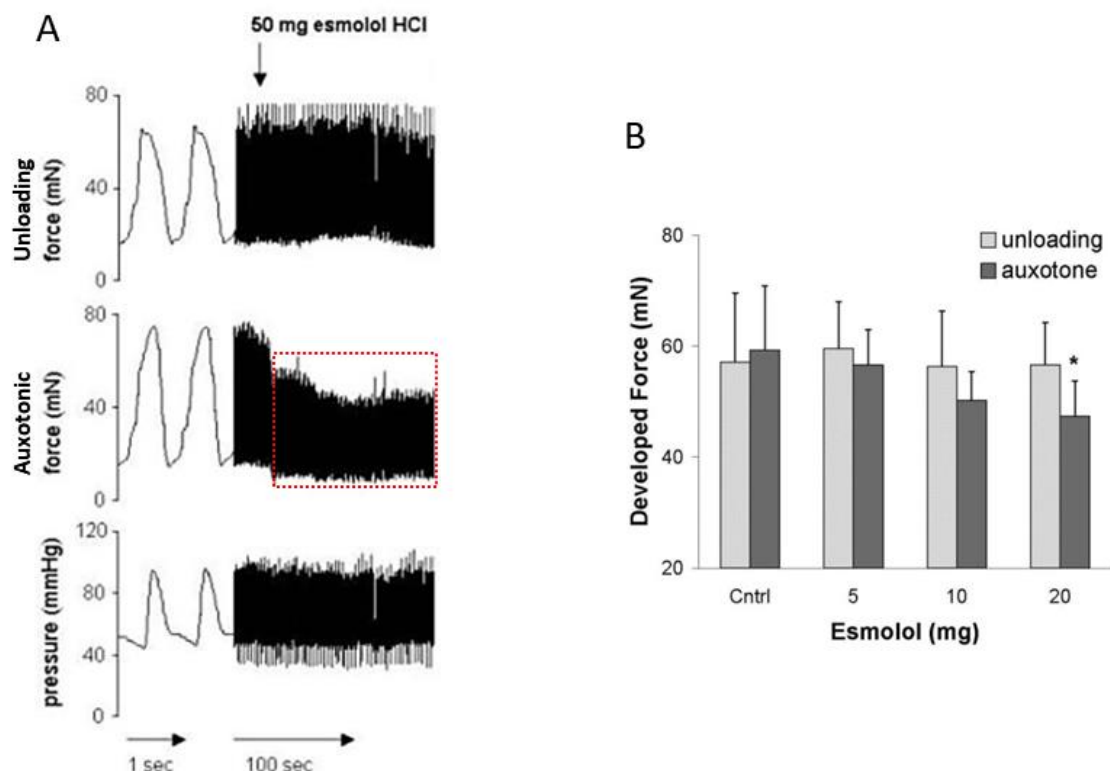 A
50 mg esmolol HCl
80
40
0
Unloading
force (mN)
80
40
0
Auxotonic
force (mN)
120
80
40
0
pressure (mmHg)
1 sec
100 sec
B
80
60
40
20
Developed Force (mN)
unloading
auxotone
*
Cntrl
5
10
20
Esmolol (mg)